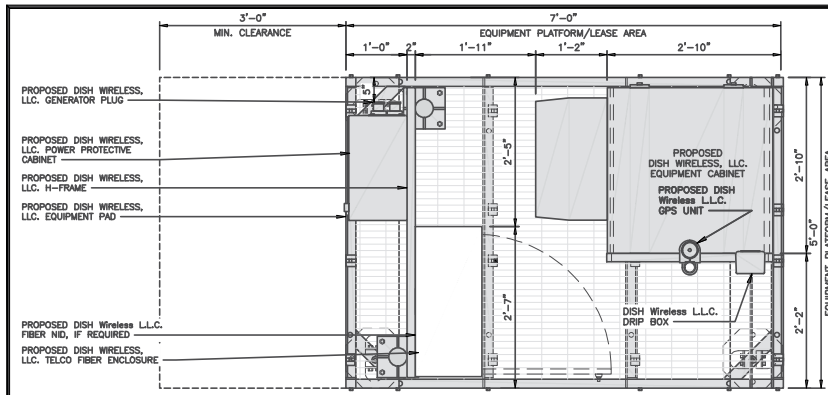 3'-0"
MIN. CLEARANCE
7'-0"
EQUIPMENT PLATFORM/LEASE AREA
1'-0"
2"
1'-11"
1'-2"
2'-10"
PROPOSED DISH WIRELESS,
LLC. GENERATOR PLUG
PROPOSED DISH WIRELESS,
LLC. POWER PROTECTIVE
CABINET
PROPOSED DISH WIRELESS,
LLC. H-FRAME
PROPOSED DISH WIRELESS,
LLC. EQUIPMENT PAD
PROPOSED DISH Wireless L.L.C.
FIBER NID, IF REQUIRED
PROPOSED DISH WIRELESS,
LLC. TELCO FIBER ENCLOSURE
5"
2'-5"
2'-7"
PROPOSED
DISH WIRELESS, LLC.
EQUIPMENT CABINET
PROPOSED DISH
Wireless L.L.C.
GPS UNIT
DISH Wireless L.L.C.
DRIP BOX
2'-10"
2'-2"
5'-0"
EQUIPMENT PLATFORM/LEASE AREA